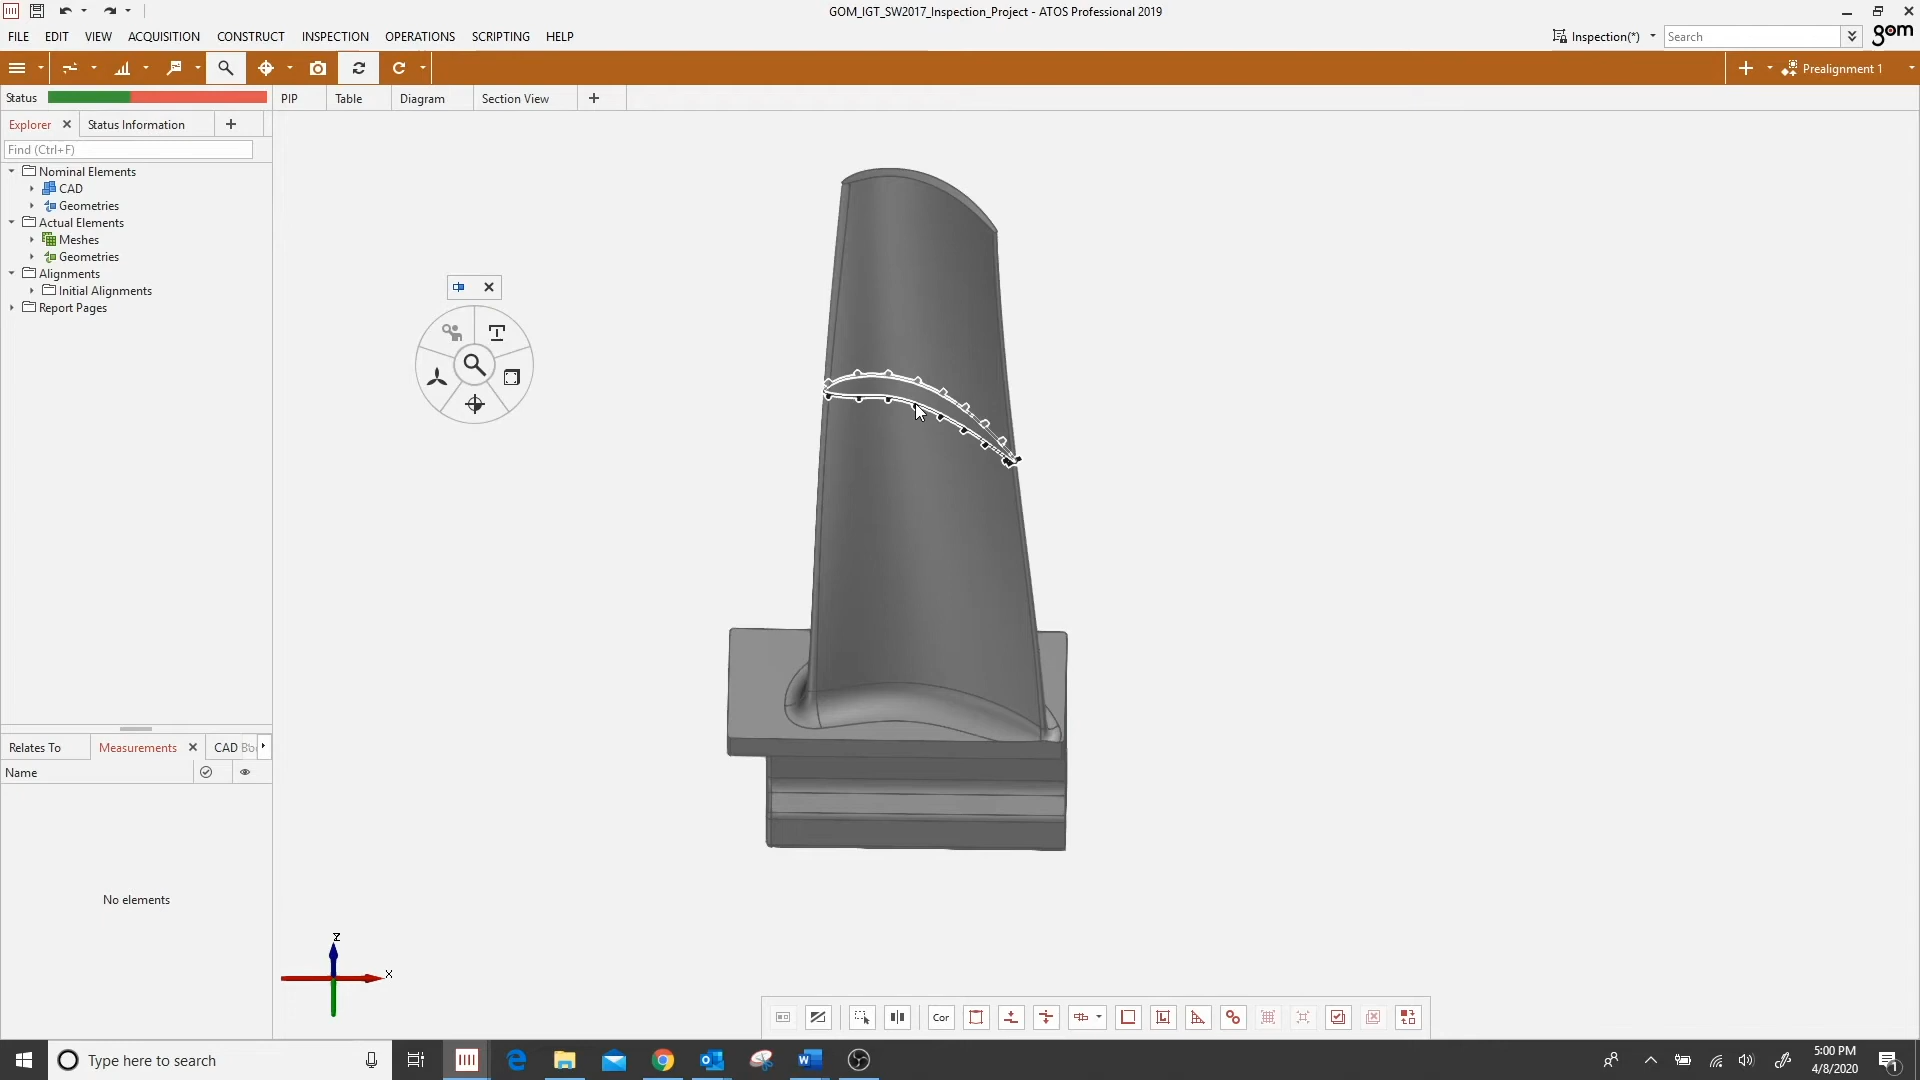 GOM_IGT_SW2017_Inspection_Project - ATOS Professional 2019
FILE EDIT VIEW ACQUISITION CONSTRUCT INSPECTION OPERATIONS SCRIPTING HELP
Inspection(*) Search gom
Prealignment 1
Status PIP Table Diagram Section View
Explorer Status Information
Find (Ctrl+F)
Nominal Elements
CAD
Geometries
Actual Elements
Meshes
Geometries
Alignments
Initial Alignments
Report Pages
Relates To Measurements CAD
Name
No elements
Z
X
Cor
Type here to search
5:00 PM
4/8/2020
1